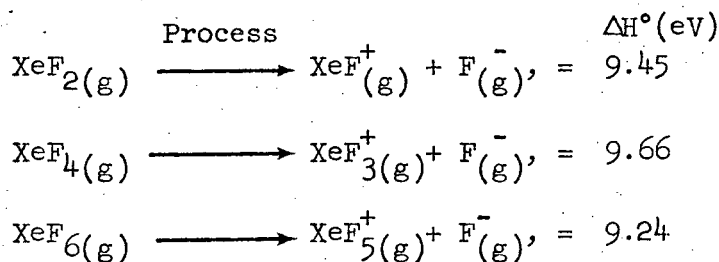 Process ΔH°(eV)
XeF₂(g) ⟶ XeF⁺(g) + F⁻(g), = 9.45
XeF₄(g) ⟶ XeF₃⁺(g) + F⁻(g), = 9.66
XeF₆(g) ⟶ XeF₅⁺(g) + F⁻(g), = 9.24